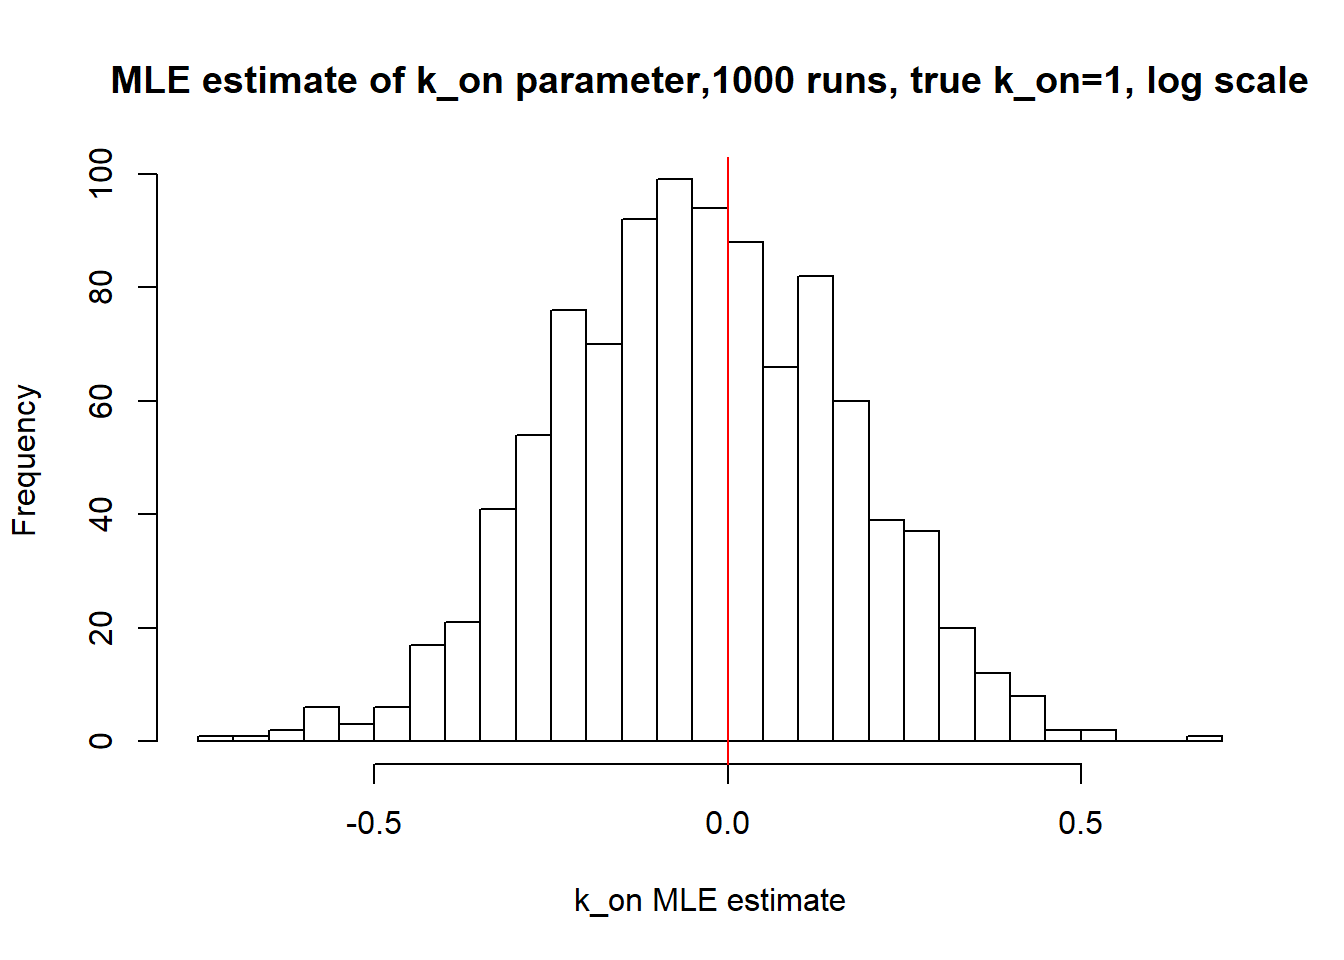 MLE estimate of k_on parameter,1000 runs, true k_on=1, log scale
100
80
60
40
20
0
Frequency
-0.5 0.0 0.5
k_on MLE estimate